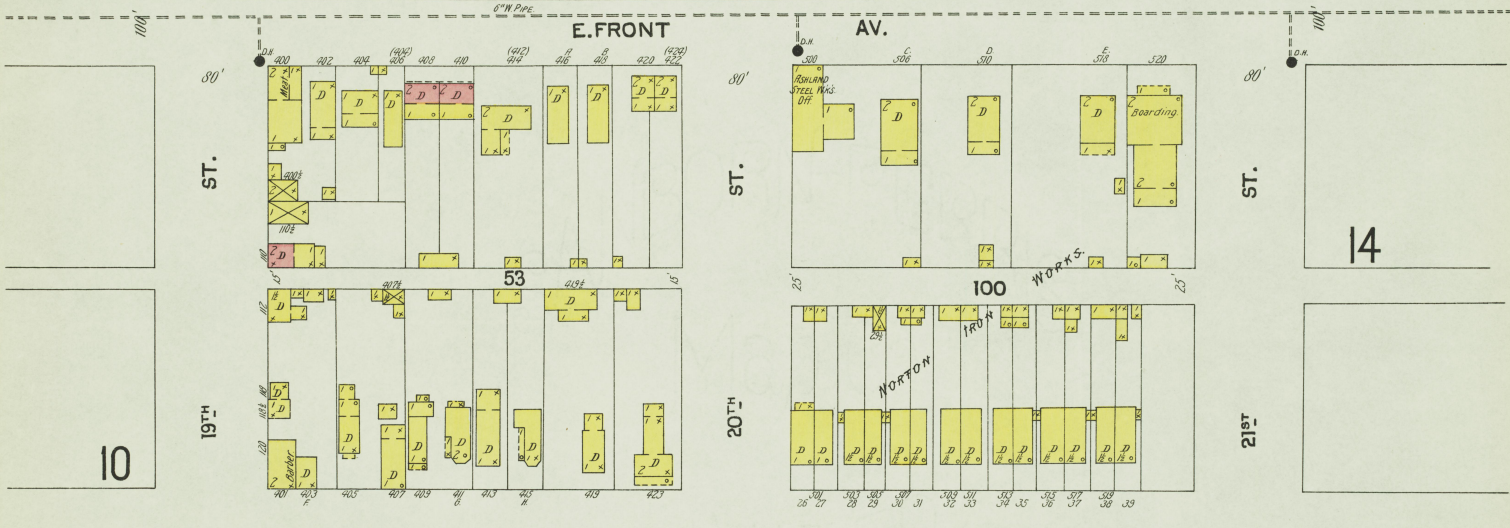 6" W. PIPE.
100'
E. FRONT AV.
100'
D.H.
D.H.
D.H.
80'
400 402 404 (404) 406 408 410 (412) 414 A 416 B 418 420 (424) 422
80'
500 C. 506 D. 510 E. 518 520
80'
Meat
D D D D D D D D D D
ASHLAND
STEEL WKS.
Off.
D D D
Boarding
ST.
ST.
ST.
400½
110½
110
D
14
15'
53
15'
25'
100
25'
NORTON IRON WORKS.
112
D
407½
419½
29½
118
118½
120
D
D
Barber
D D D D D D D D D
D D D D D D D D D D D D D D
10
19TH
20TH
21ST
401 403 405 407 409 411 413 415 419 423
F. G. H.
501 503 505 507 509 511 513 515 517 519
26 27 28 29 30 31 32 33 34 35 36 37 38 39